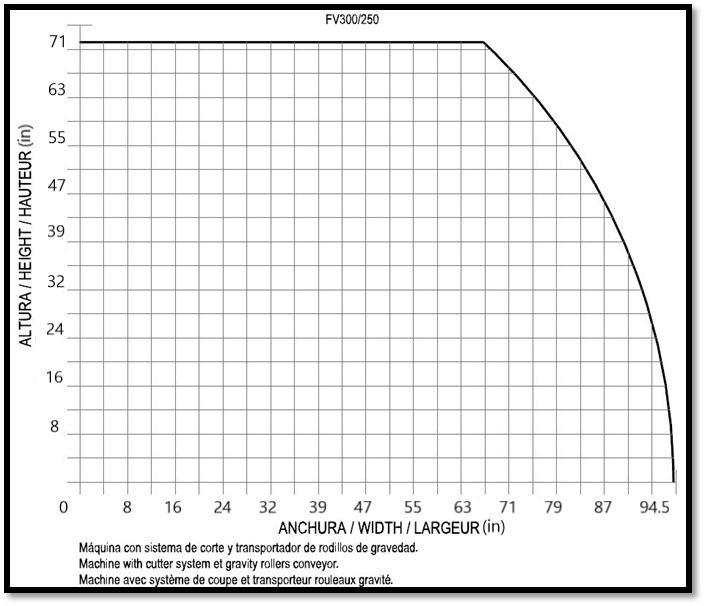 FV300/250
71
63
55
47
39
32
24
16
8
ALTURA / HEIGHT / HAUTEUR (in)
0 8 16 24 32 39 47 55 63 71 79 87 94.5
ANCHURA / WIDTH / LARGEUR (in)
Máquina con sistema de corte y transportador de rodillos de gravedad.
Machine with cutter system et gravity rollers conveyor.
Machine avec système de coupe et transporteur rouleaux gravité.